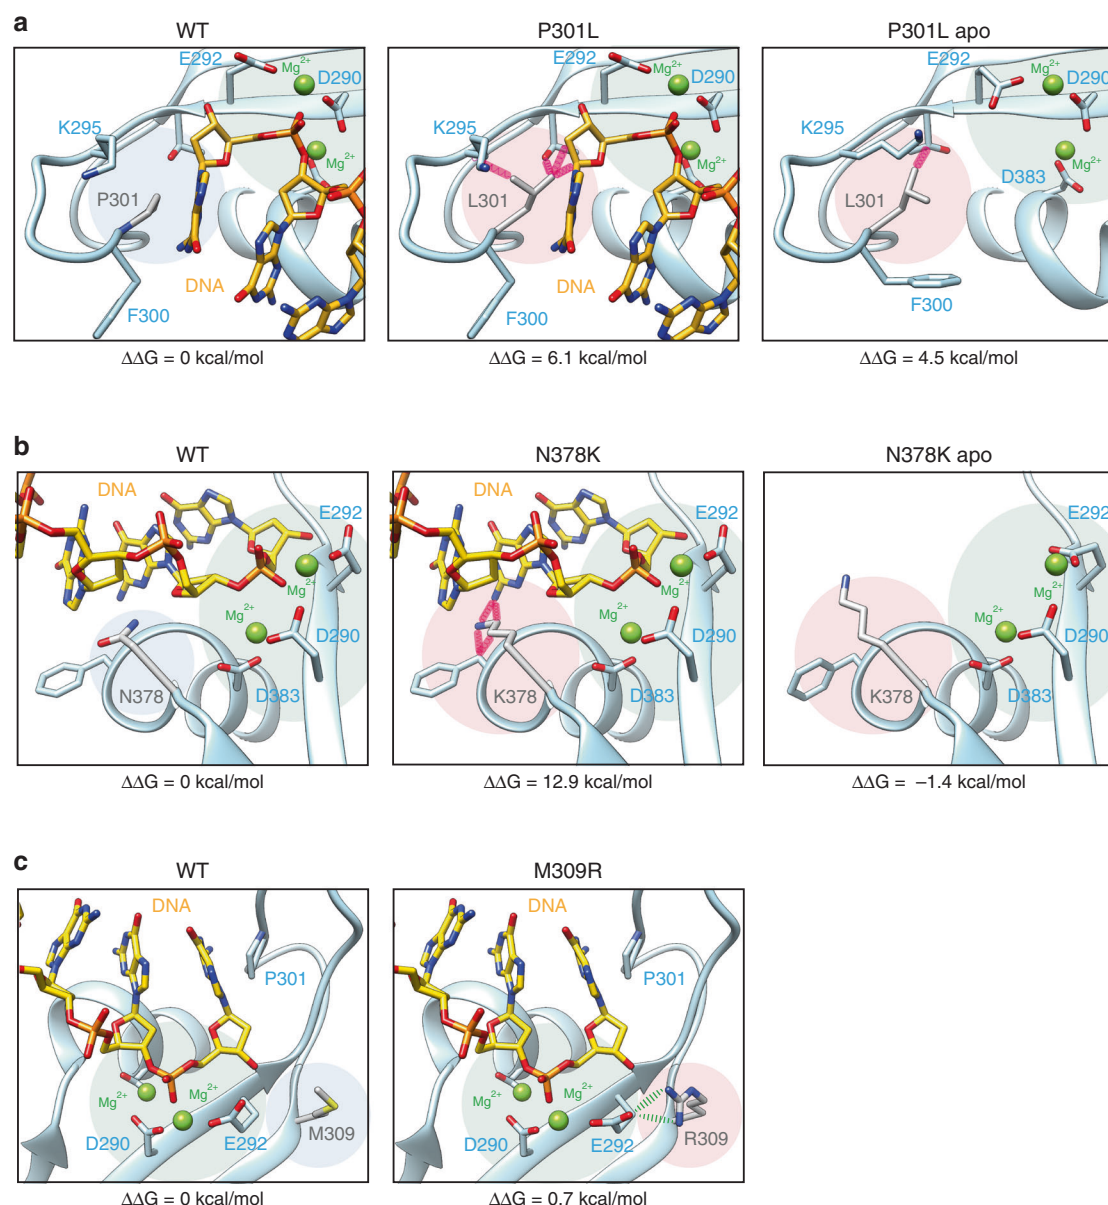 a
WT
P301L
P301L apo
E292
Mg2+
D290
K295
Mg2+
P301
DNA
F300
E292
Mg2+
D290
K295
Mg2+
L301
DNA
F300
E292
Mg2+
D290
K295
Mg2+
D383
L301
F300
ΔΔG = 0 kcal/mol
ΔΔG = 6.1 kcal/mol
ΔΔG = 4.5 kcal/mol
b
WT
N378K
N378K apo
DNA
E292
Mg2+
Mg2+
D290
N378
D383
DNA
E292
Mg2+
Mg2+
D290
K378
D383
E292
Mg2+
Mg2+
D290
K378
D383
ΔΔG = 0 kcal/mol
ΔΔG = 12.9 kcal/mol
ΔΔG = –1.4 kcal/mol
c
WT
M309R
DNA
P301
Mg2+
Mg2+
D290
E292
M309
DNA
P301
Mg2+
Mg2+
D290
E292
R309
ΔΔG = 0 kcal/mol
ΔΔG = 0.7 kcal/mol